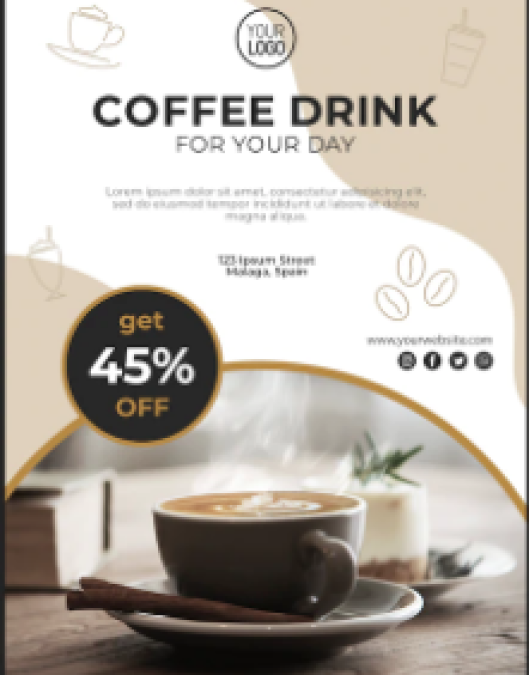 YOUR
LOGO
COFFEE DRINK
FOR YOUR DAY
Lorem ipsum dolor sit amet, consectetur adipisicing elit,
sed do eiusmod tempor incididunt ut labore et dolore
magna aliqua.
123 Ipsum Street
Malaga, Spain
www.yourwebsite.com
get
45%
OFF